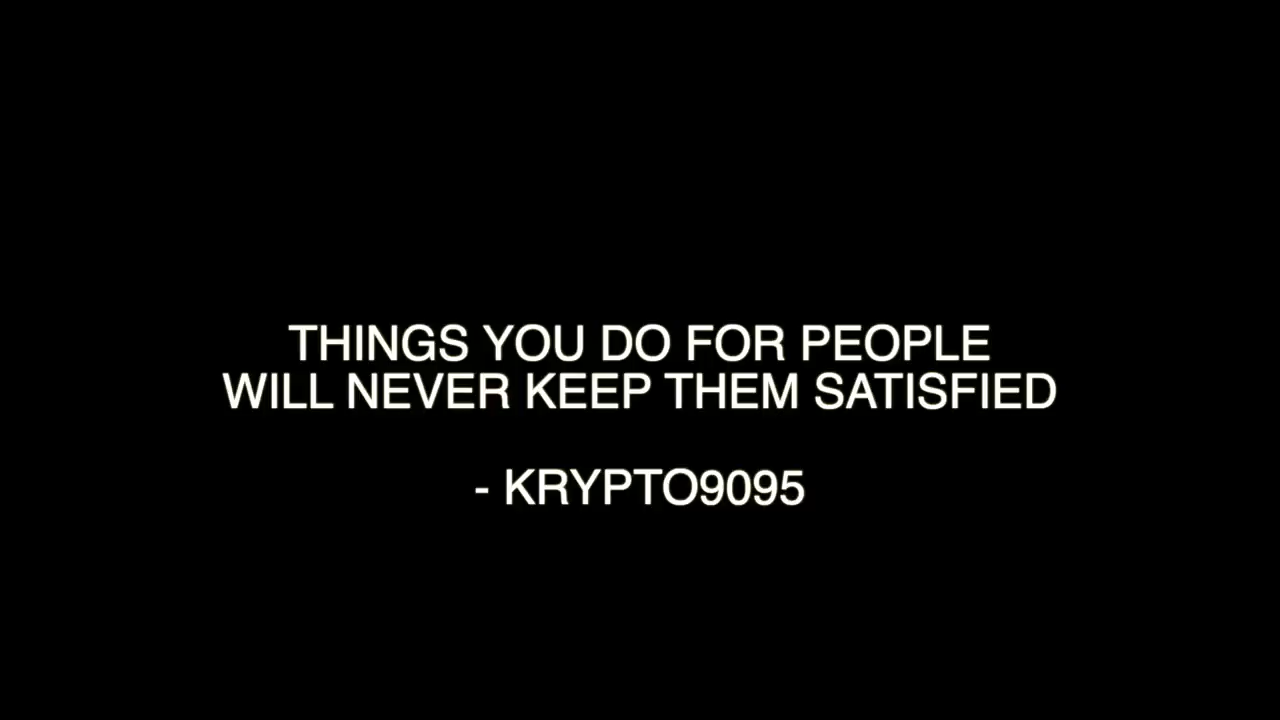 THINGS YOU DO FOR PEOPLE
WILL NEVER KEEP THEM SATISFIED
- KRYPTO9095